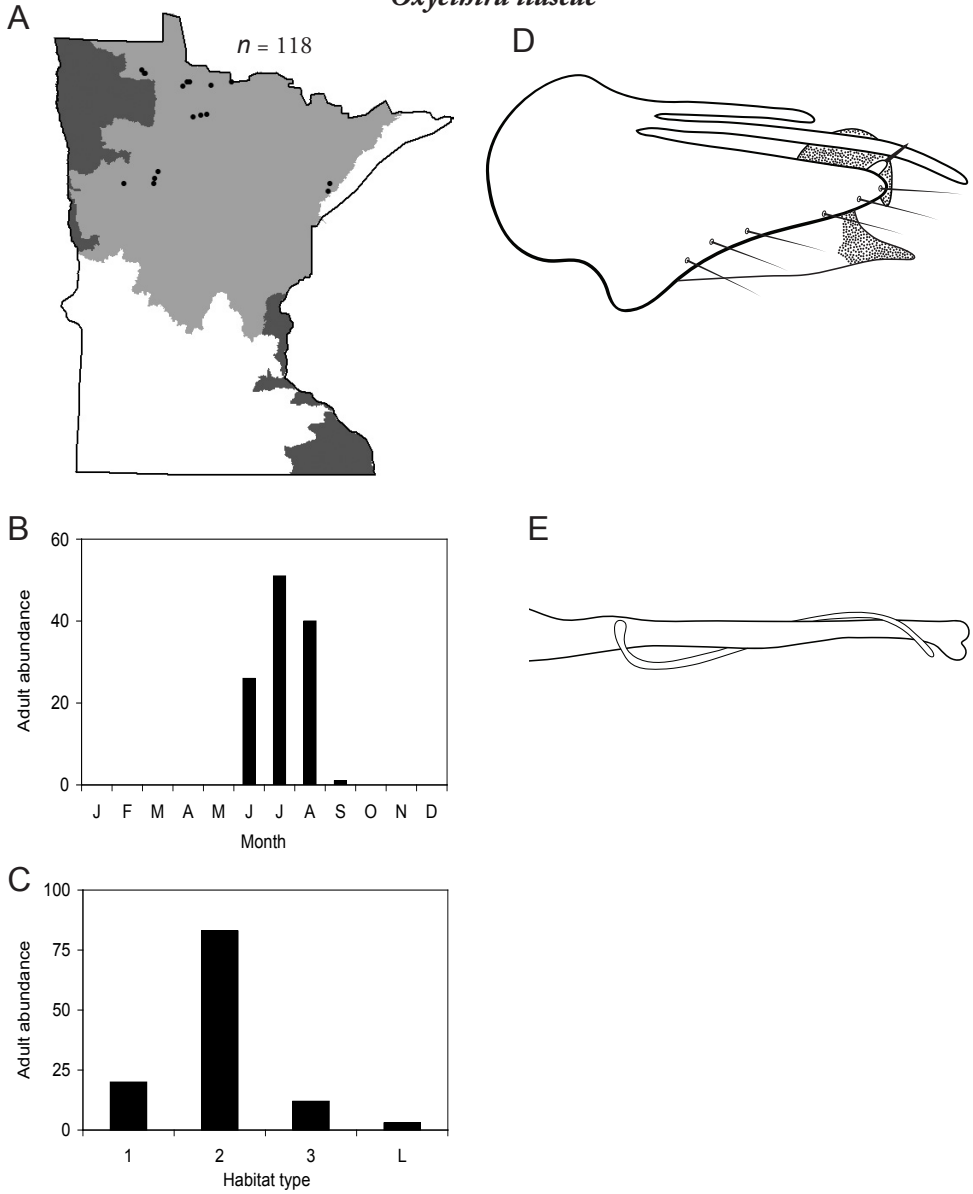 Oxyethira itascae
A
n = 118
D
B
60
40
20
0
Adult abundance
J F M A M J J A S O N D
Month
E
C
100
75
50
25
0
Adult abundance
1 2 3 L
Habitat type